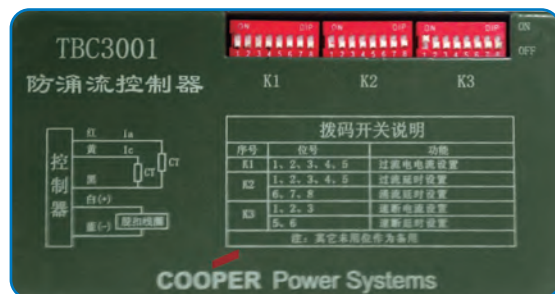 ON DIP ON DIP ON DIP ON
1 2 3 4 5 6 7 8 1 2 3 4 5 6 7 8 1 2 3 4 5 6 7 8 OFF
TBC3001
K1 K2 K3
防涌流控制器
拨码开关说明
序号 位号 功能
K1 1、2、3、4、5 过流电电流设置
K2 1、2、3、4、5 过流延时设置
6、7、8 涌流延时设置
K3 1、2、3 速断电流设置
5、6 速断延时设置
注：其它未用位作为备用
控制器
红 Ia
黄 Ic
CT CT
黑
白(+)
蓝(-) 脱扣线圈
COOPER Power Systems